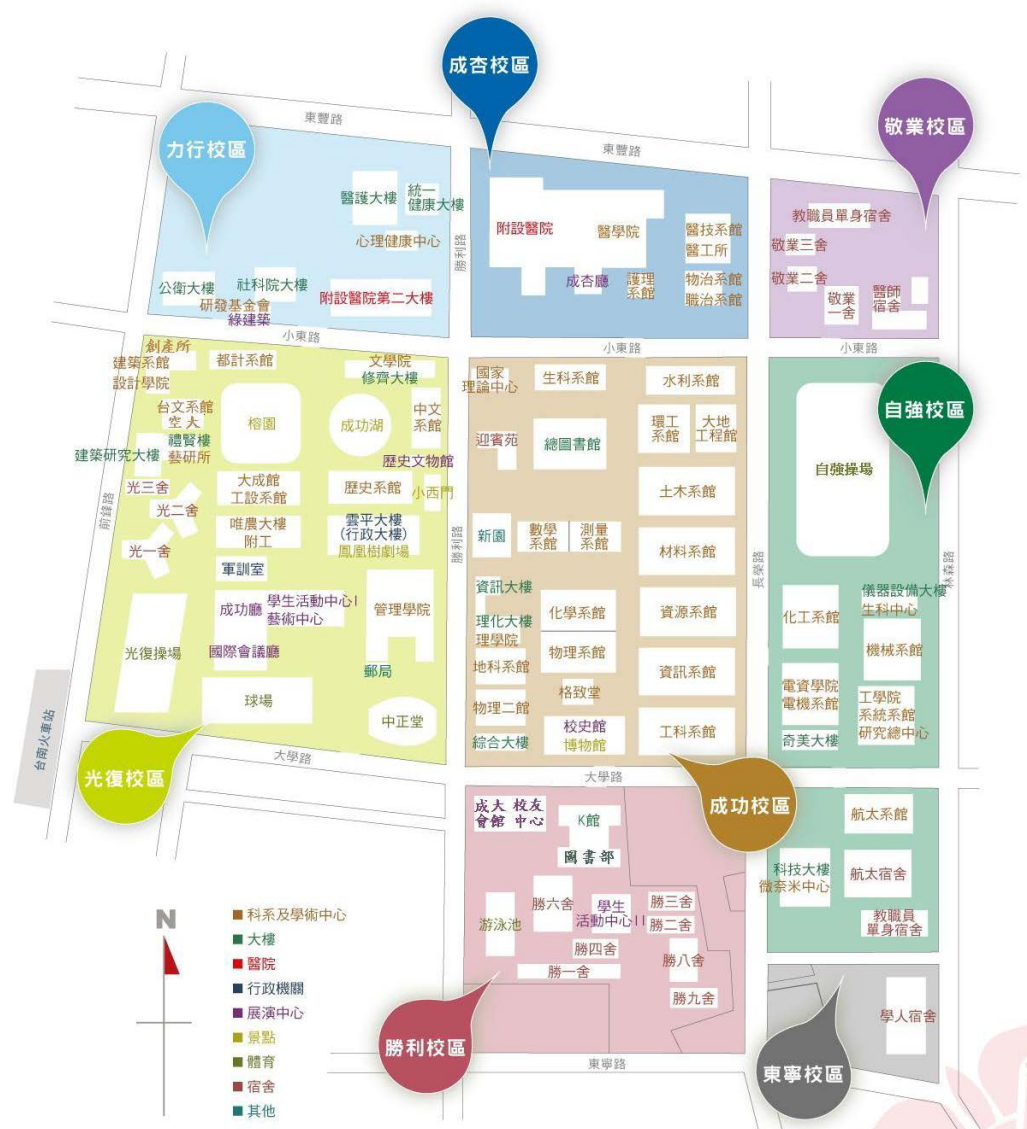 成杏校區
力行校區
敬業校區
東豐路
東豐路
醫護大樓
統一
健康大樓
心理健康中心
公衛大樓
社科院大樓
研發基金會
綠建築
附設醫院第二大樓
勝利路
附設醫院
醫學院
醫技系館
醫工所
成杏廳
護理
系館
物治系館
職治系館
教職員單身宿舍
敬業三舍
敬業二舍
敬業
一舍
醫師
宿舍
小東路
小東路
小東路
創產所
建築系館
設計學院
都計系館
文學院
修齊大樓
台文系館
空大
榕園
成功湖
中文
系館
禮賢樓
藝研所
建築研究大樓
歷史文物館
光三舍
大成館
工設系館
歷史系館
小西門
光二舍
唯農大樓
附工
雲平大樓
(行政大樓)
鳳凰樹劇場
光一舍
軍訓室
成功廳
學生活動中心I
藝術中心
管理學院
光復操場
國際會議廳
郵局
球場
中正堂
前鋒路
勝利路
台南火車站
光復校區
大學路
國家
理論中心
生科系館
水利系館
迎賓苑
總圖書館
環工
系館
大地
工程館
土木系館
新園
數學
系館
測量
系館
材料系館
資訊大樓
化學系館
資源系館
理化大樓
理學院
地科系館
物理系館
資訊系館
物理二館
格致堂
綜合大樓
校史館
博物館
工科系館
長榮路
大學路
成功校區
自強校區
自強操場
林森路
儀器設備大樓
生科中心
化工系館
機械系館
電資學院
電機系館
工學院
系統系館
研究總中心
奇美大樓
航太系館
科技大樓
微奈米中心
航太宿舍
教職員
單身宿舍
成大 校友
會館 中心
K館
圖書部
游泳池
勝六舍
學生
活動中心II
勝三舍
勝二舍
勝四舍
勝一舍
勝八舍
勝九舍
勝利校區
東寧路
東寧校區
學人宿舍
N
科系及學術中心
大樓
醫院
行政機關
展演中心
景點
體育
宿舍
其他